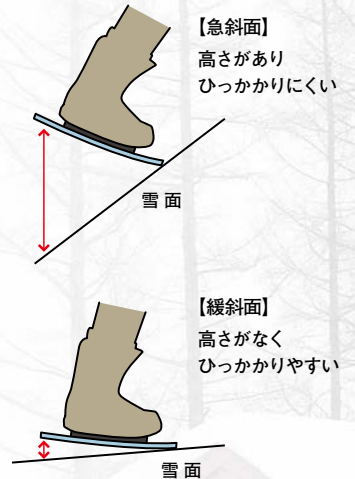 【急斜面】
高さがあり
ひっかかりにくい
雪 面
【緩斜面】
高さがなく
ひっかかりやすい
雪 面